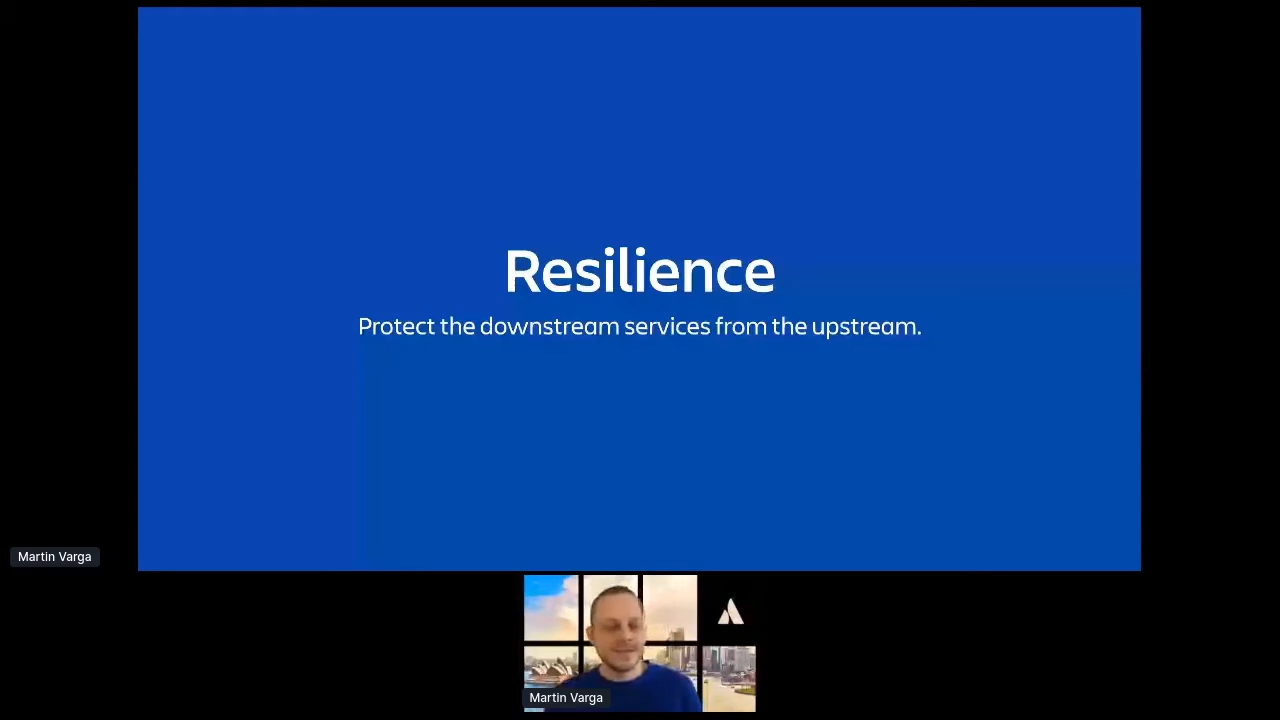 Resilience
Protect the downstream services from the upstream.
Martin Varga
Martin Varga